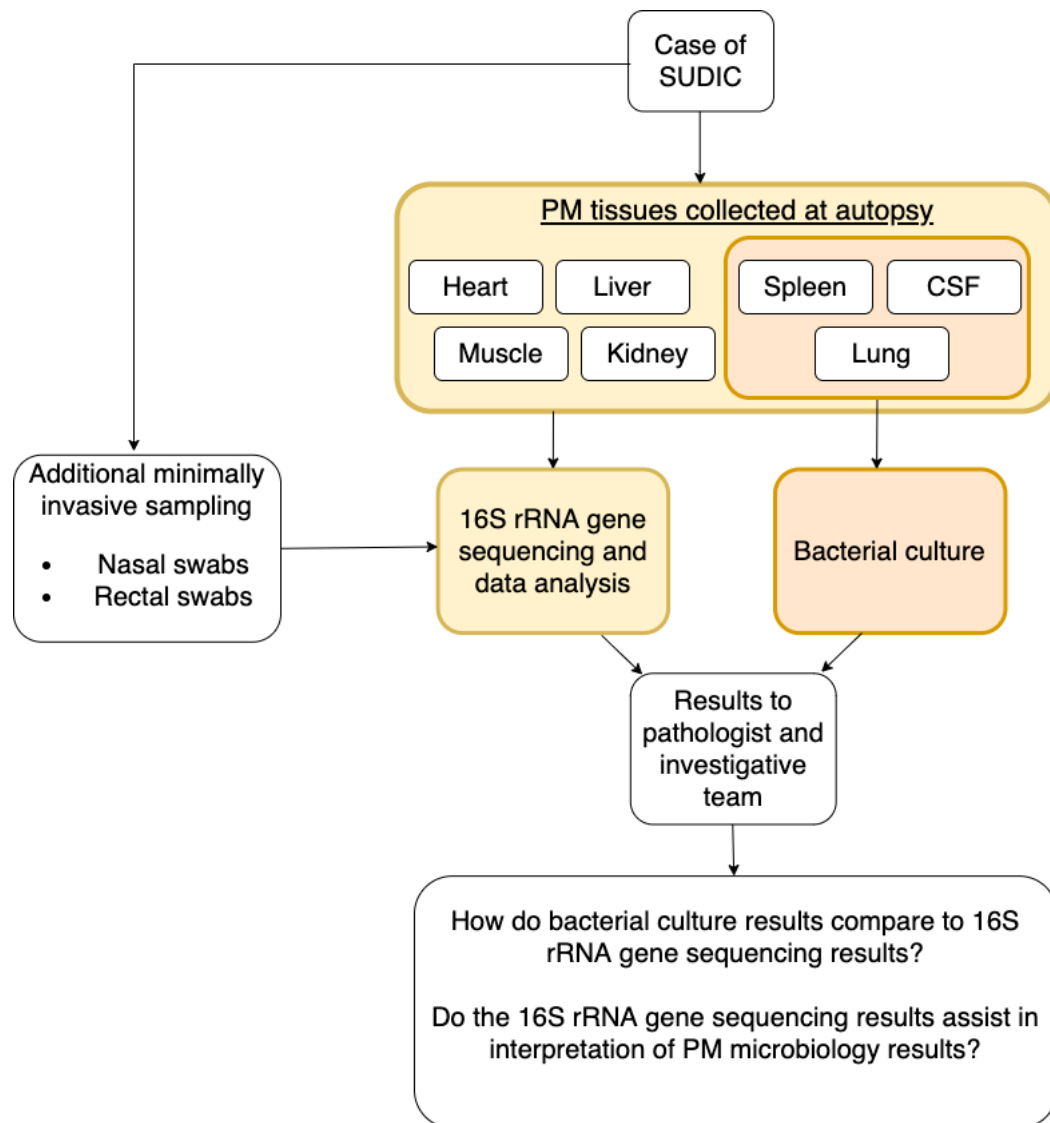 Case of
SUDIC
PM tissues collected at autopsy
Heart
Liver
Spleen
CSF
Muscle
Kidney
Lung
Additional minimally
invasive sampling
• Nasal swabs
• Rectal swabs
16S rRNA gene
sequencing and
data analysis
Bacterial culture
Results to
pathologist and
investigative
team
How do bacterial culture results compare to 16S
rRNA gene sequencing results?
Do the 16S rRNA gene sequencing results assist in
interpretation of PM microbiology results?